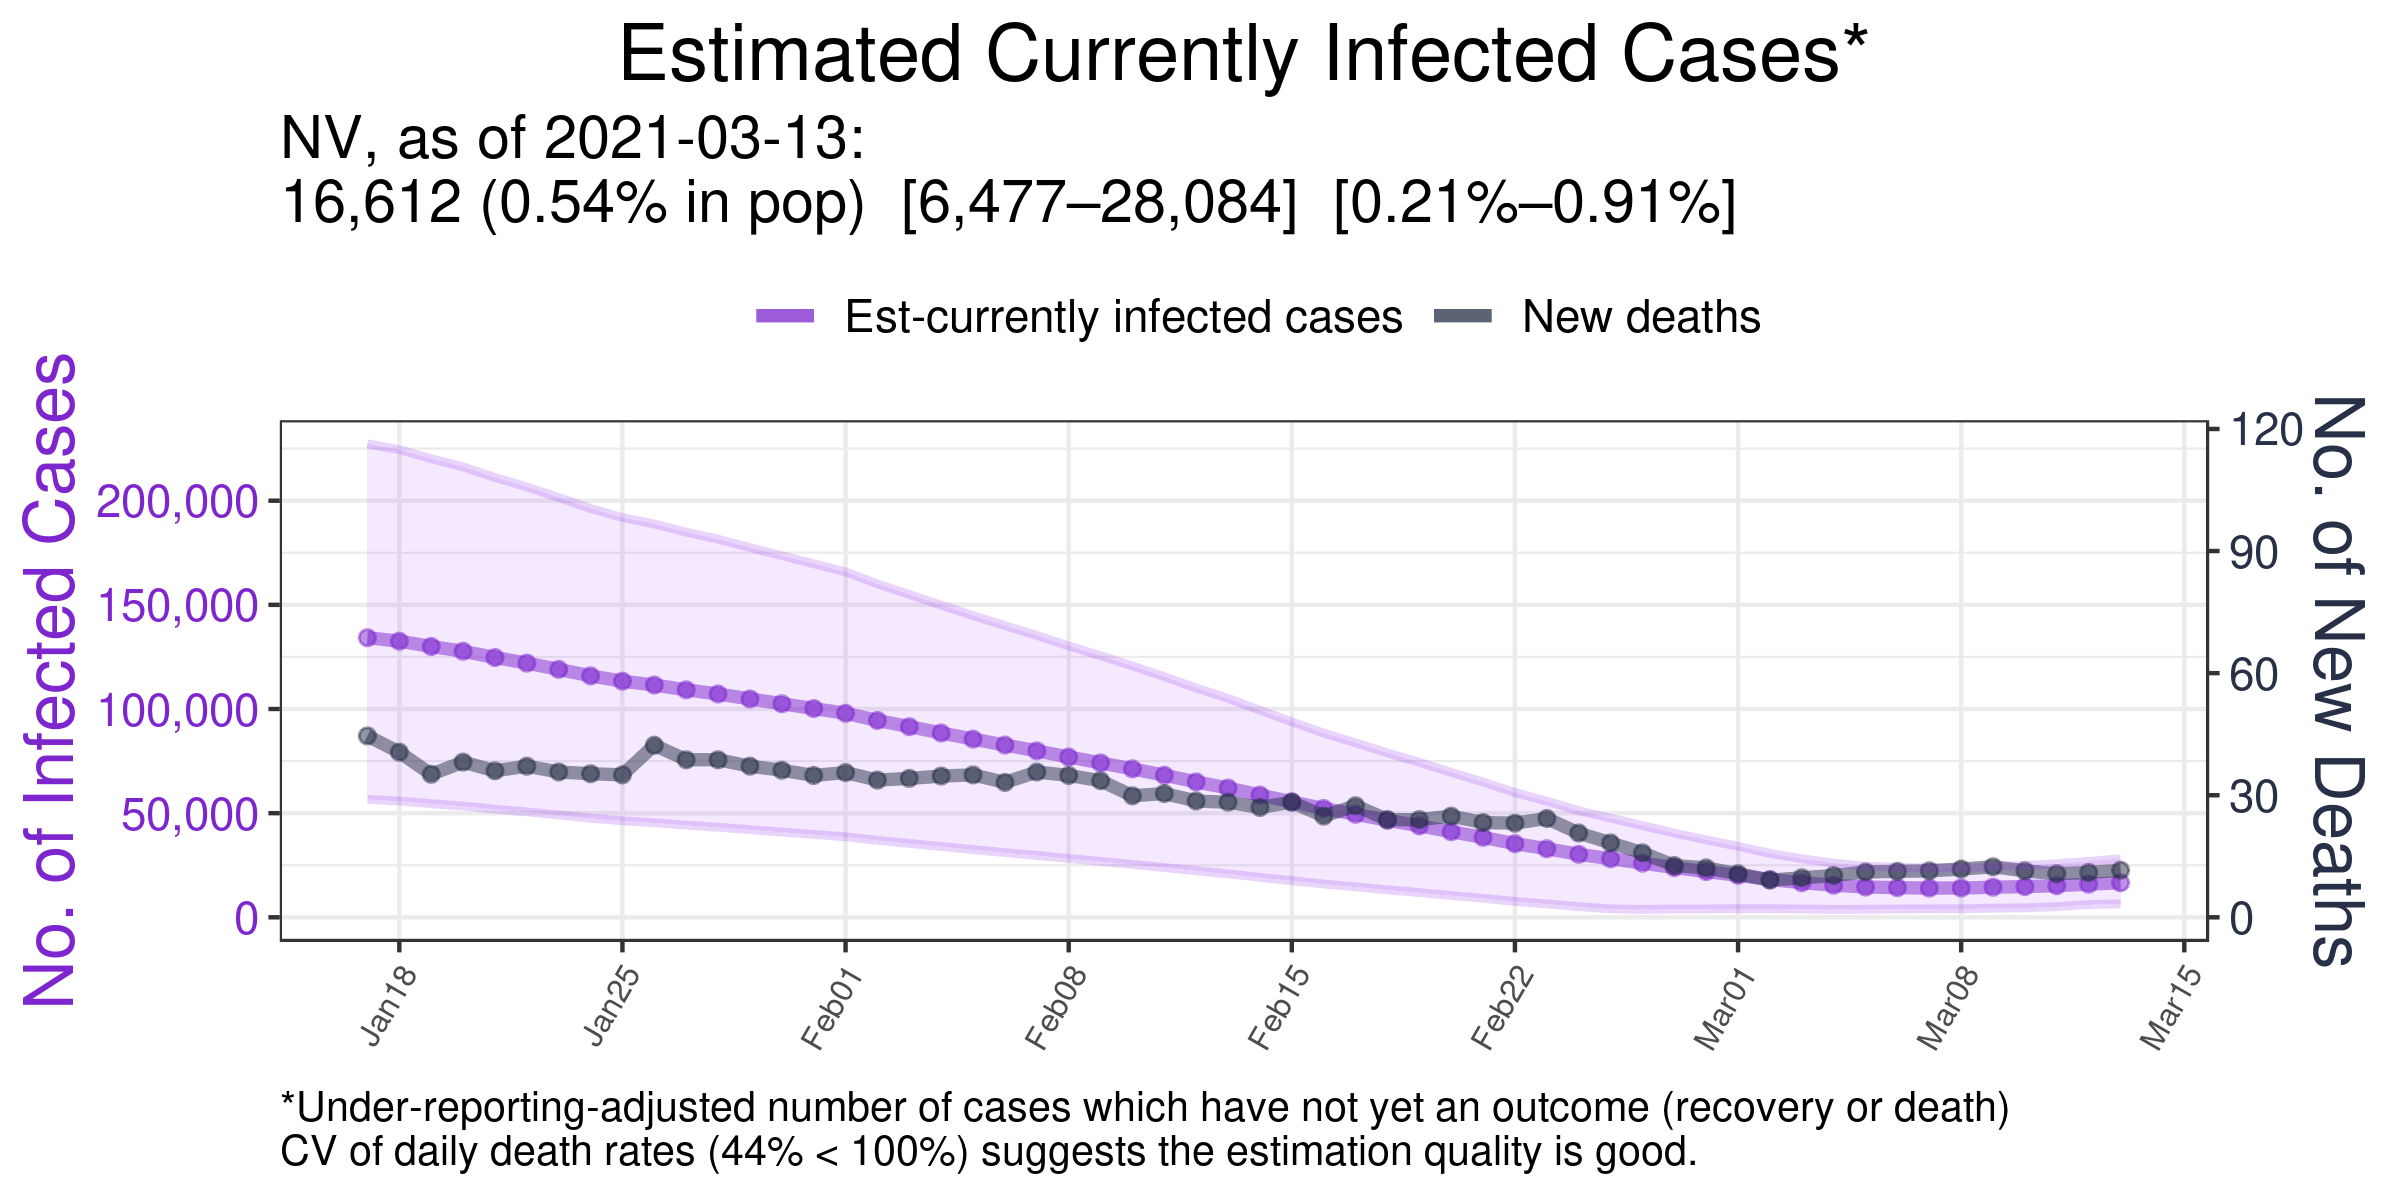 Estimated Currently Infected Cases*
NV, as of 2021-03-13:
16,612 (0.54% in pop) [6,477–28,084] [0.21%–0.91%]
Est-currently infected cases
New deaths
No. of Infected Cases
200,000
150,000
100,000
50,000
0
120
90
60
30
0
No. of New Deaths
Jan18
Jan25
Feb01
Feb08
Feb15
Feb22
Mar01
Mar08
Mar15
*Under-reporting-adjusted number of cases which have not yet an outcome (recovery or death)
CV of daily death rates (44% < 100%) suggests the estimation quality is good.